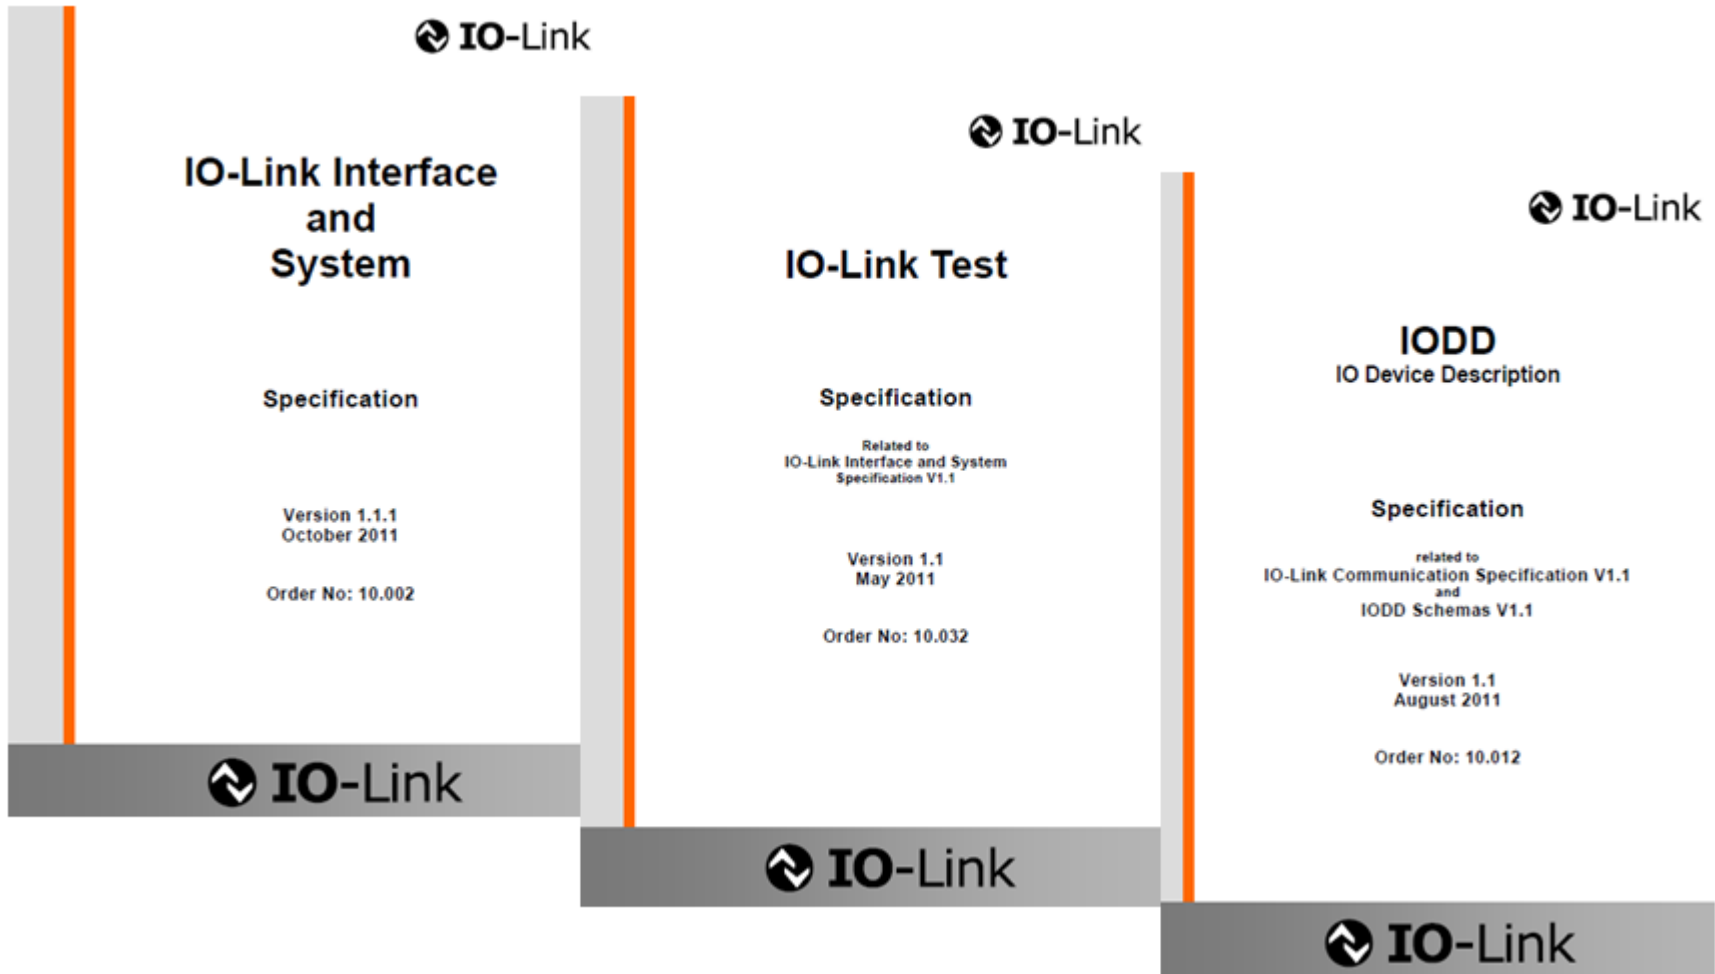 IO-Link
IO-Link Interface
and
System
Specification
Version 1.1.1
October 2011
Order No: 10.002
IO-Link
IO-Link
IO-Link Test
Specification
Related to
IO-Link Interface and System
Specification V1.1
Version 1.1
May 2011
Order No: 10.032
IO-Link
IO-Link
IODD
IO Device Description
Specification
related to
IO-Link Communication Specification V1.1
and
IODD Schemas V1.1
Version 1.1
August 2011
Order No: 10.012
IO-Link